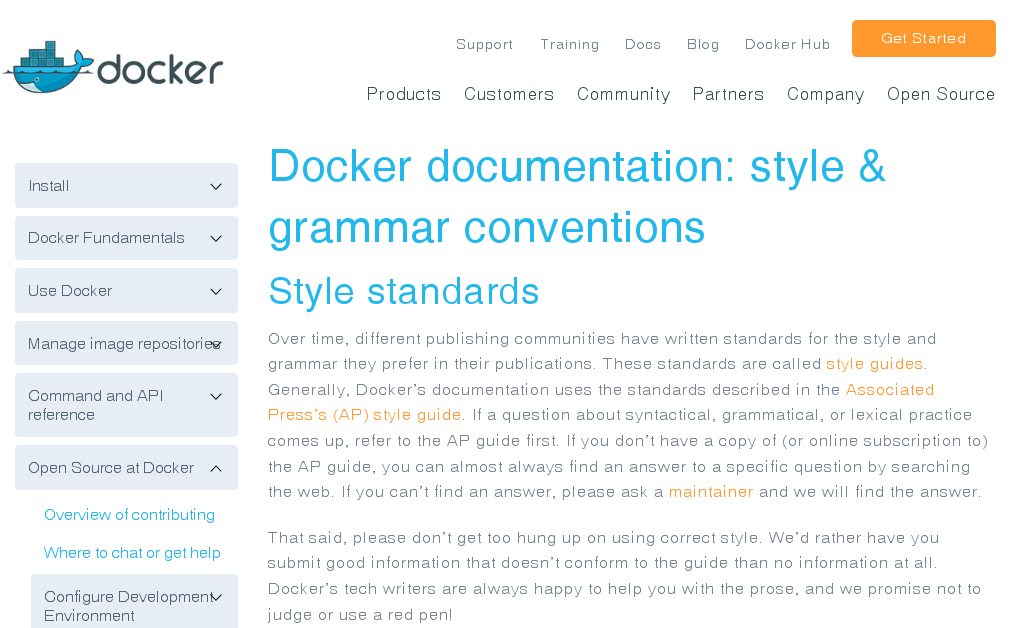 Support Training Docs Blog Docker Hub Get Started
docker
Products Customers Community Partners Company Open Source
Install
Docker Fundamentals
Use Docker
Manage image repositories
Command and API
reference
Open Source at Docker
Overview of contributing
Where to chat or get help
Configure Development
Environment
Docker documentation: style &
grammar conventions
Style standards
Over time, different publishing communities have written standards for the style and
grammar they prefer in their publications. These standards are called style guides.
Generally, Docker’s documentation uses the standards described in the Associated
Press’s (AP) style guide. If a question about syntactical, grammatical, or lexical practice
comes up, refer to the AP guide first. If you don’t have a copy of (or online subscription to)
the AP guide, you can almost always find an answer to a specific question by searching
the web. If you can’t find an answer, please ask a maintainer and we will find the answer.
That said, please don’t get too hung up on using correct style. We’d rather have you
submit good information that doesn’t conform to the guide than no information at all.
Docker’s tech writers are always happy to help you with the prose, and we promise not to
judge or use a red pen!